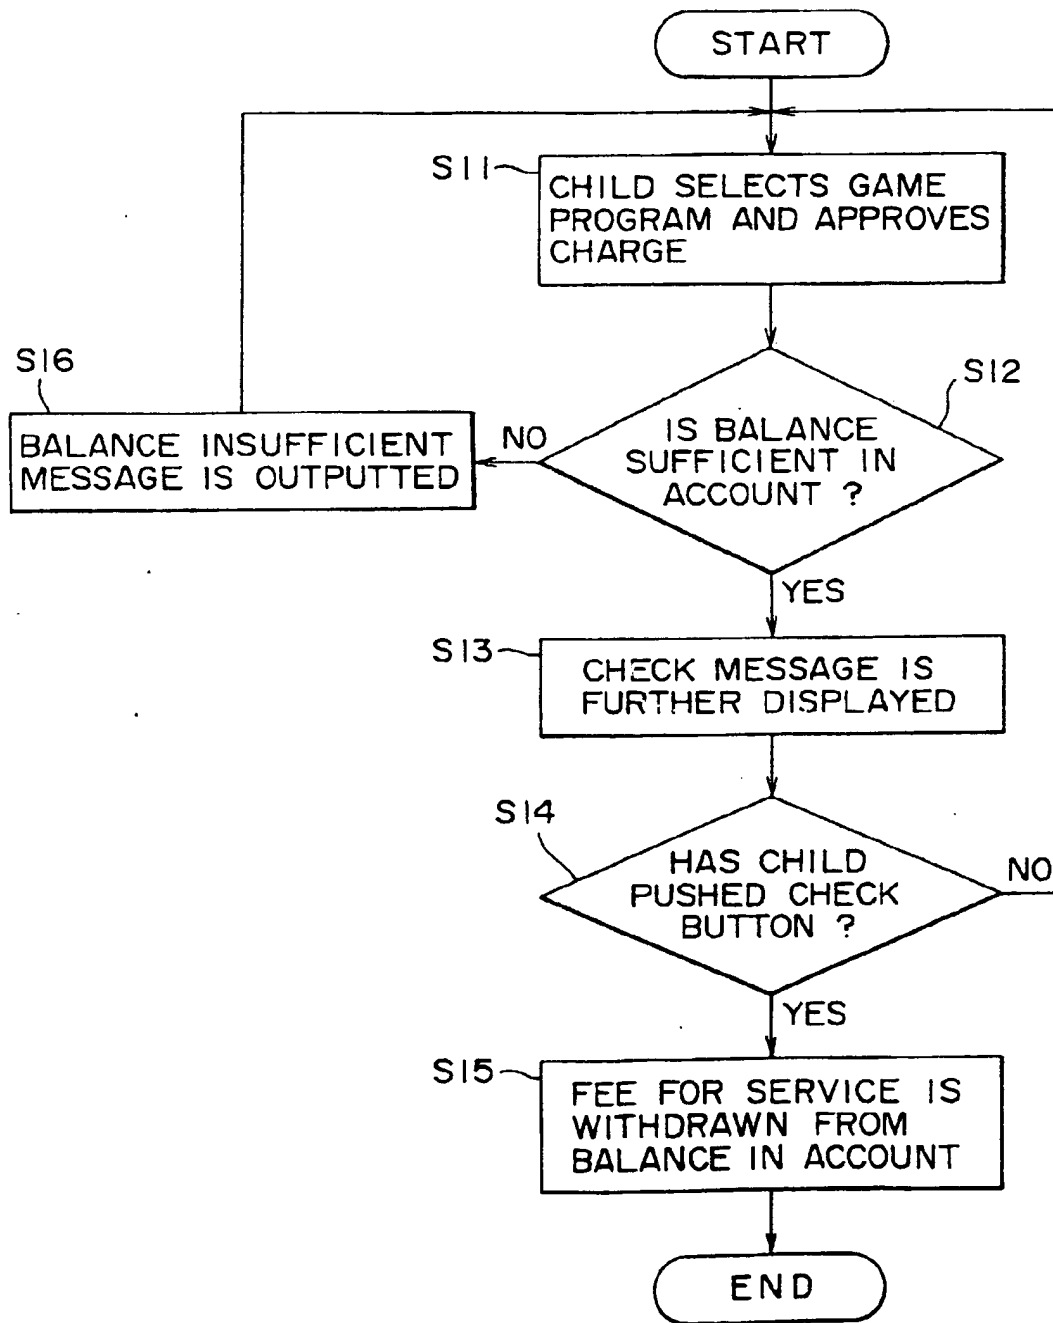 START
S11
CHILD SELECTS GAME
PROGRAM AND APPROVES
CHARGE
S16
BALANCE INSUFFICIENT
MESSAGE IS OUTPUTTED
NO
S12
IS BALANCE
SUFFICIENT IN
ACCOUNT ?
YES
S13
CHECK MESSAGE IS
FURTHER DISPLAYED
S14
HAS CHILD
PUSHED CHECK
BUTTON ?
NO
YES
S15
FEE FOR SERVICE IS
WITHDRAWN FROM
BALANCE IN ACCOUNT
END